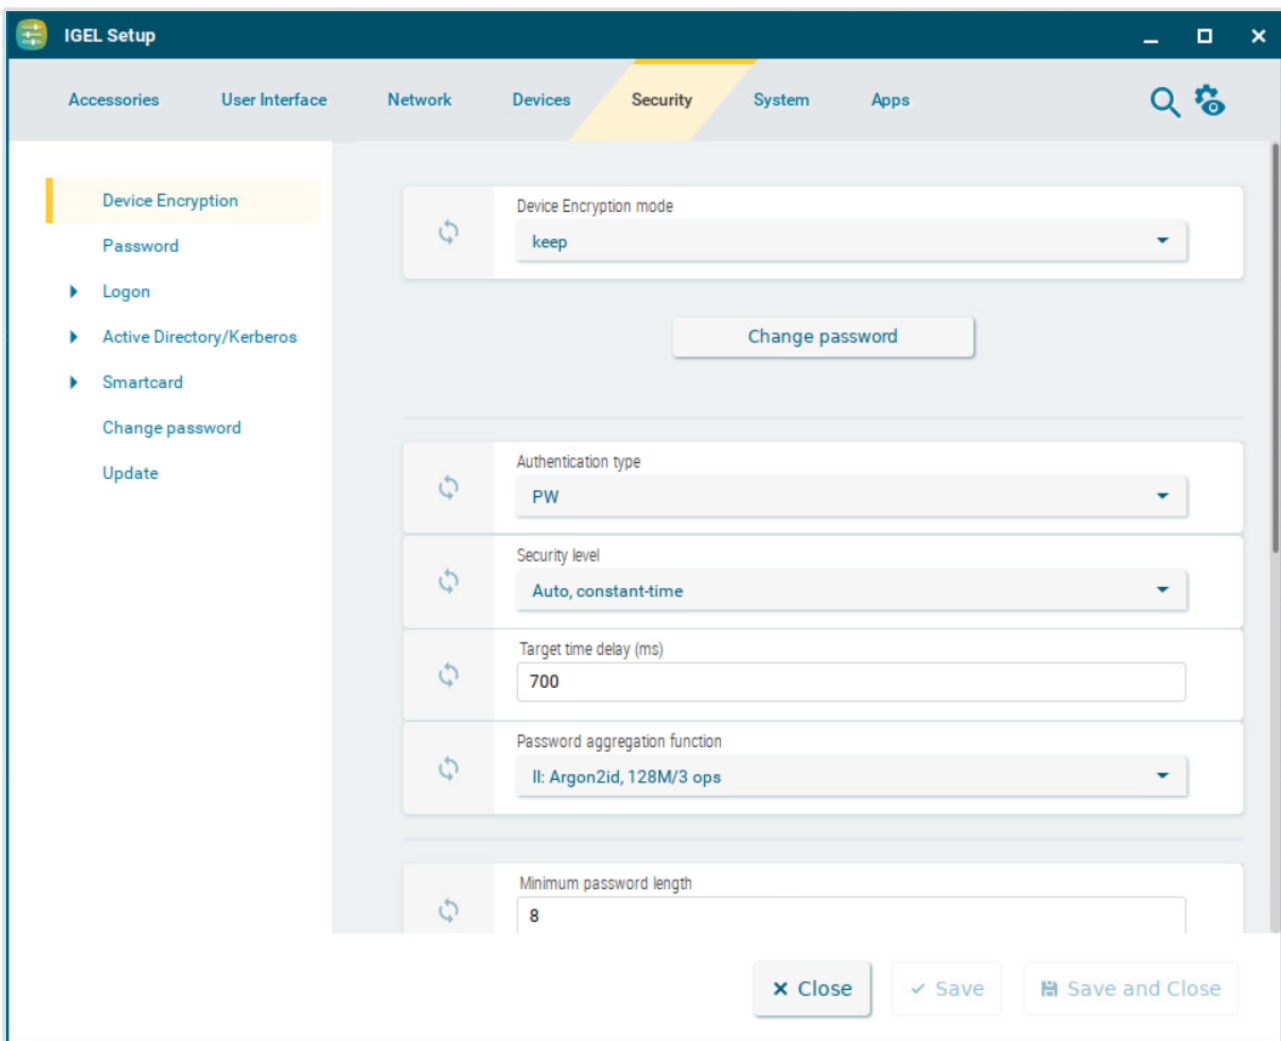 IGEL Setup
Accessories User Interface Network Devices Security System Apps
Device Encryption
Password
Logon
Active Directory/Kerberos
Smartcard
Change password
Update
Device Encryption mode
keep
Change password
Authentication type
PW
Security level
Auto, constant-time
Target time delay (ms)
700
Password aggregation function
II: Argon2id, 128M/3 ops
Minimum password length
8
Close Save Save and Close